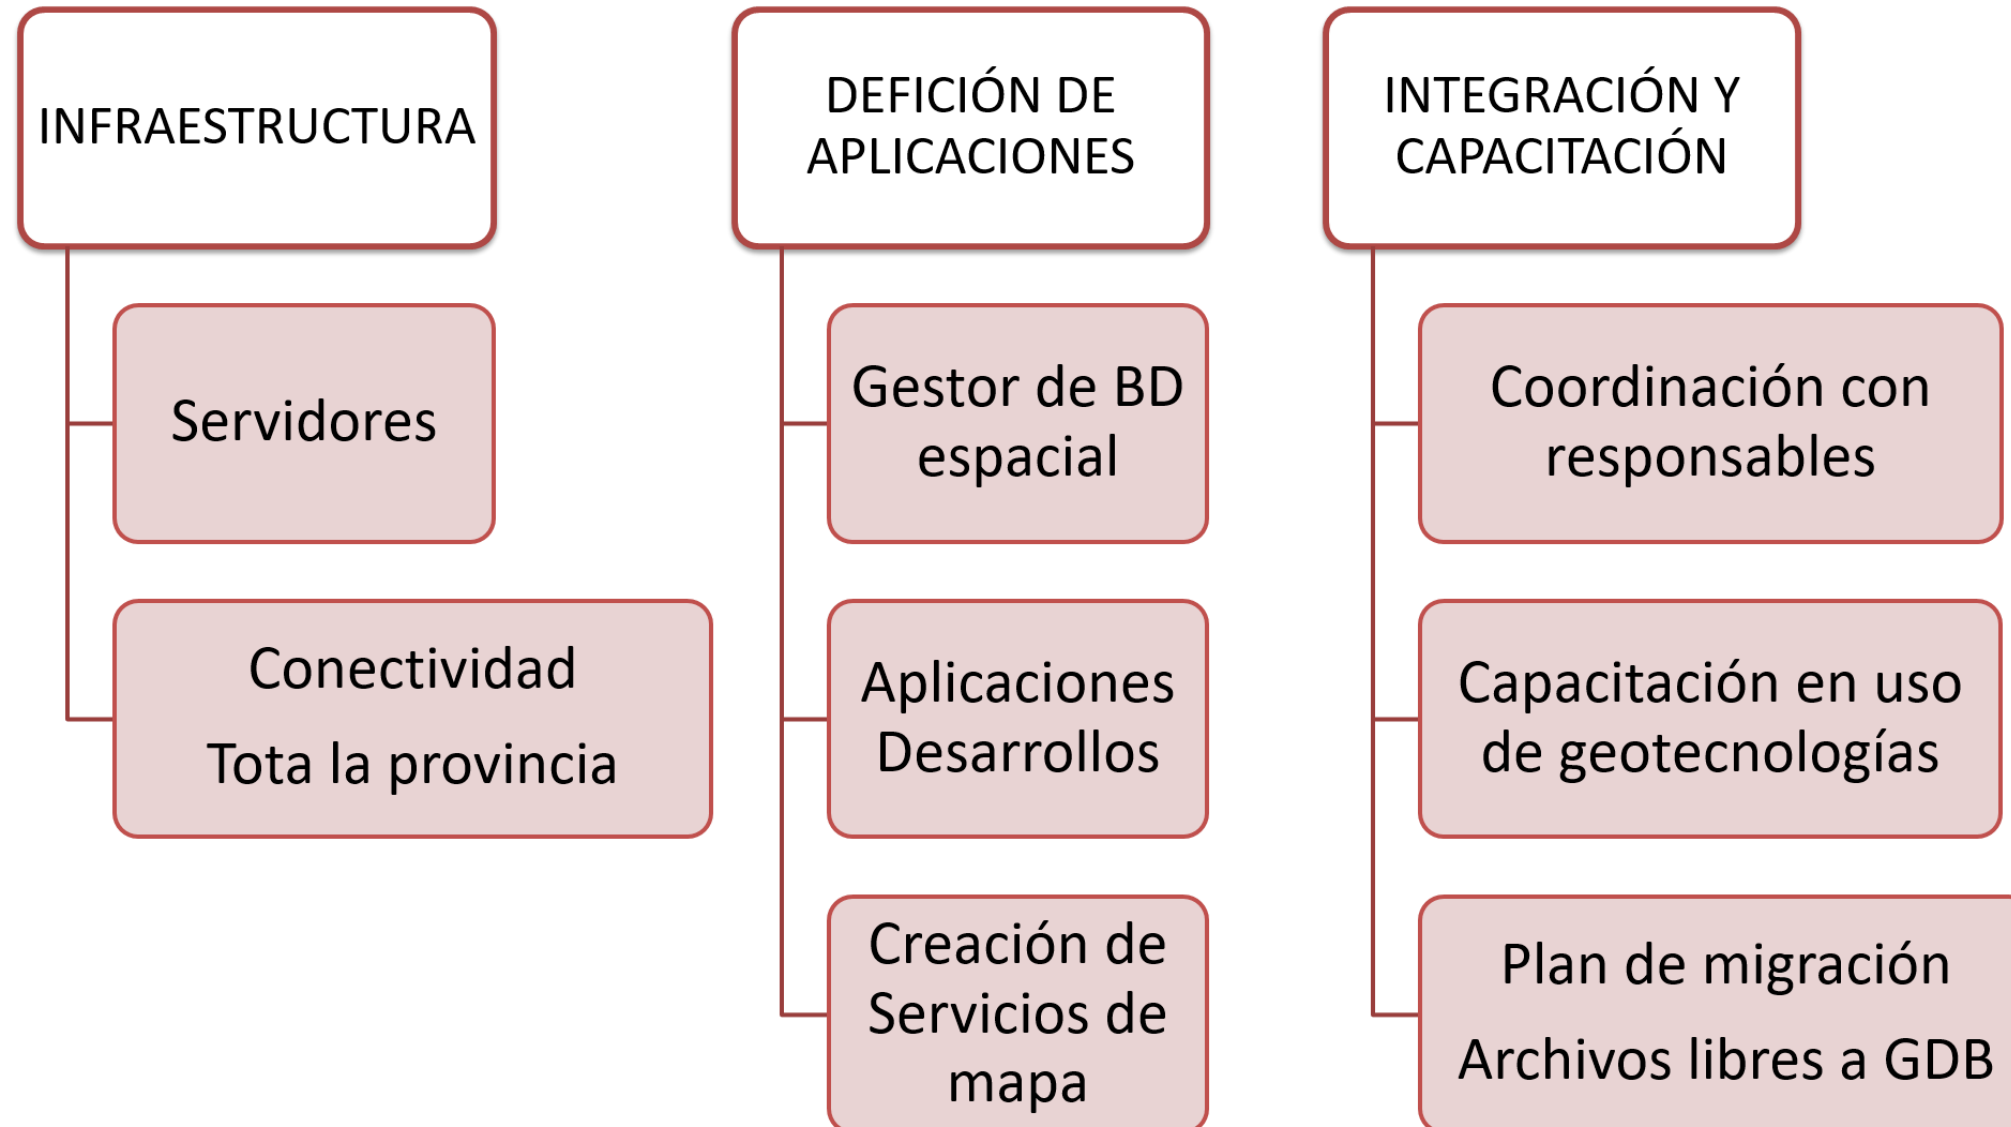 INFRAESTRUCTURA
Servidores
Conectividad
Tota la provincia
DEFICIÓN DE
APLICACIONES
Gestor de BD
espacial
Aplicaciones
Desarrollos
Creación de
Servicios de
mapa
INTEGRACIÓN Y
CAPACITACIÓN
Coordinación con
responsables
Capacitación en uso
de geotecnologías
Plan de migración
Archivos libres a GDB